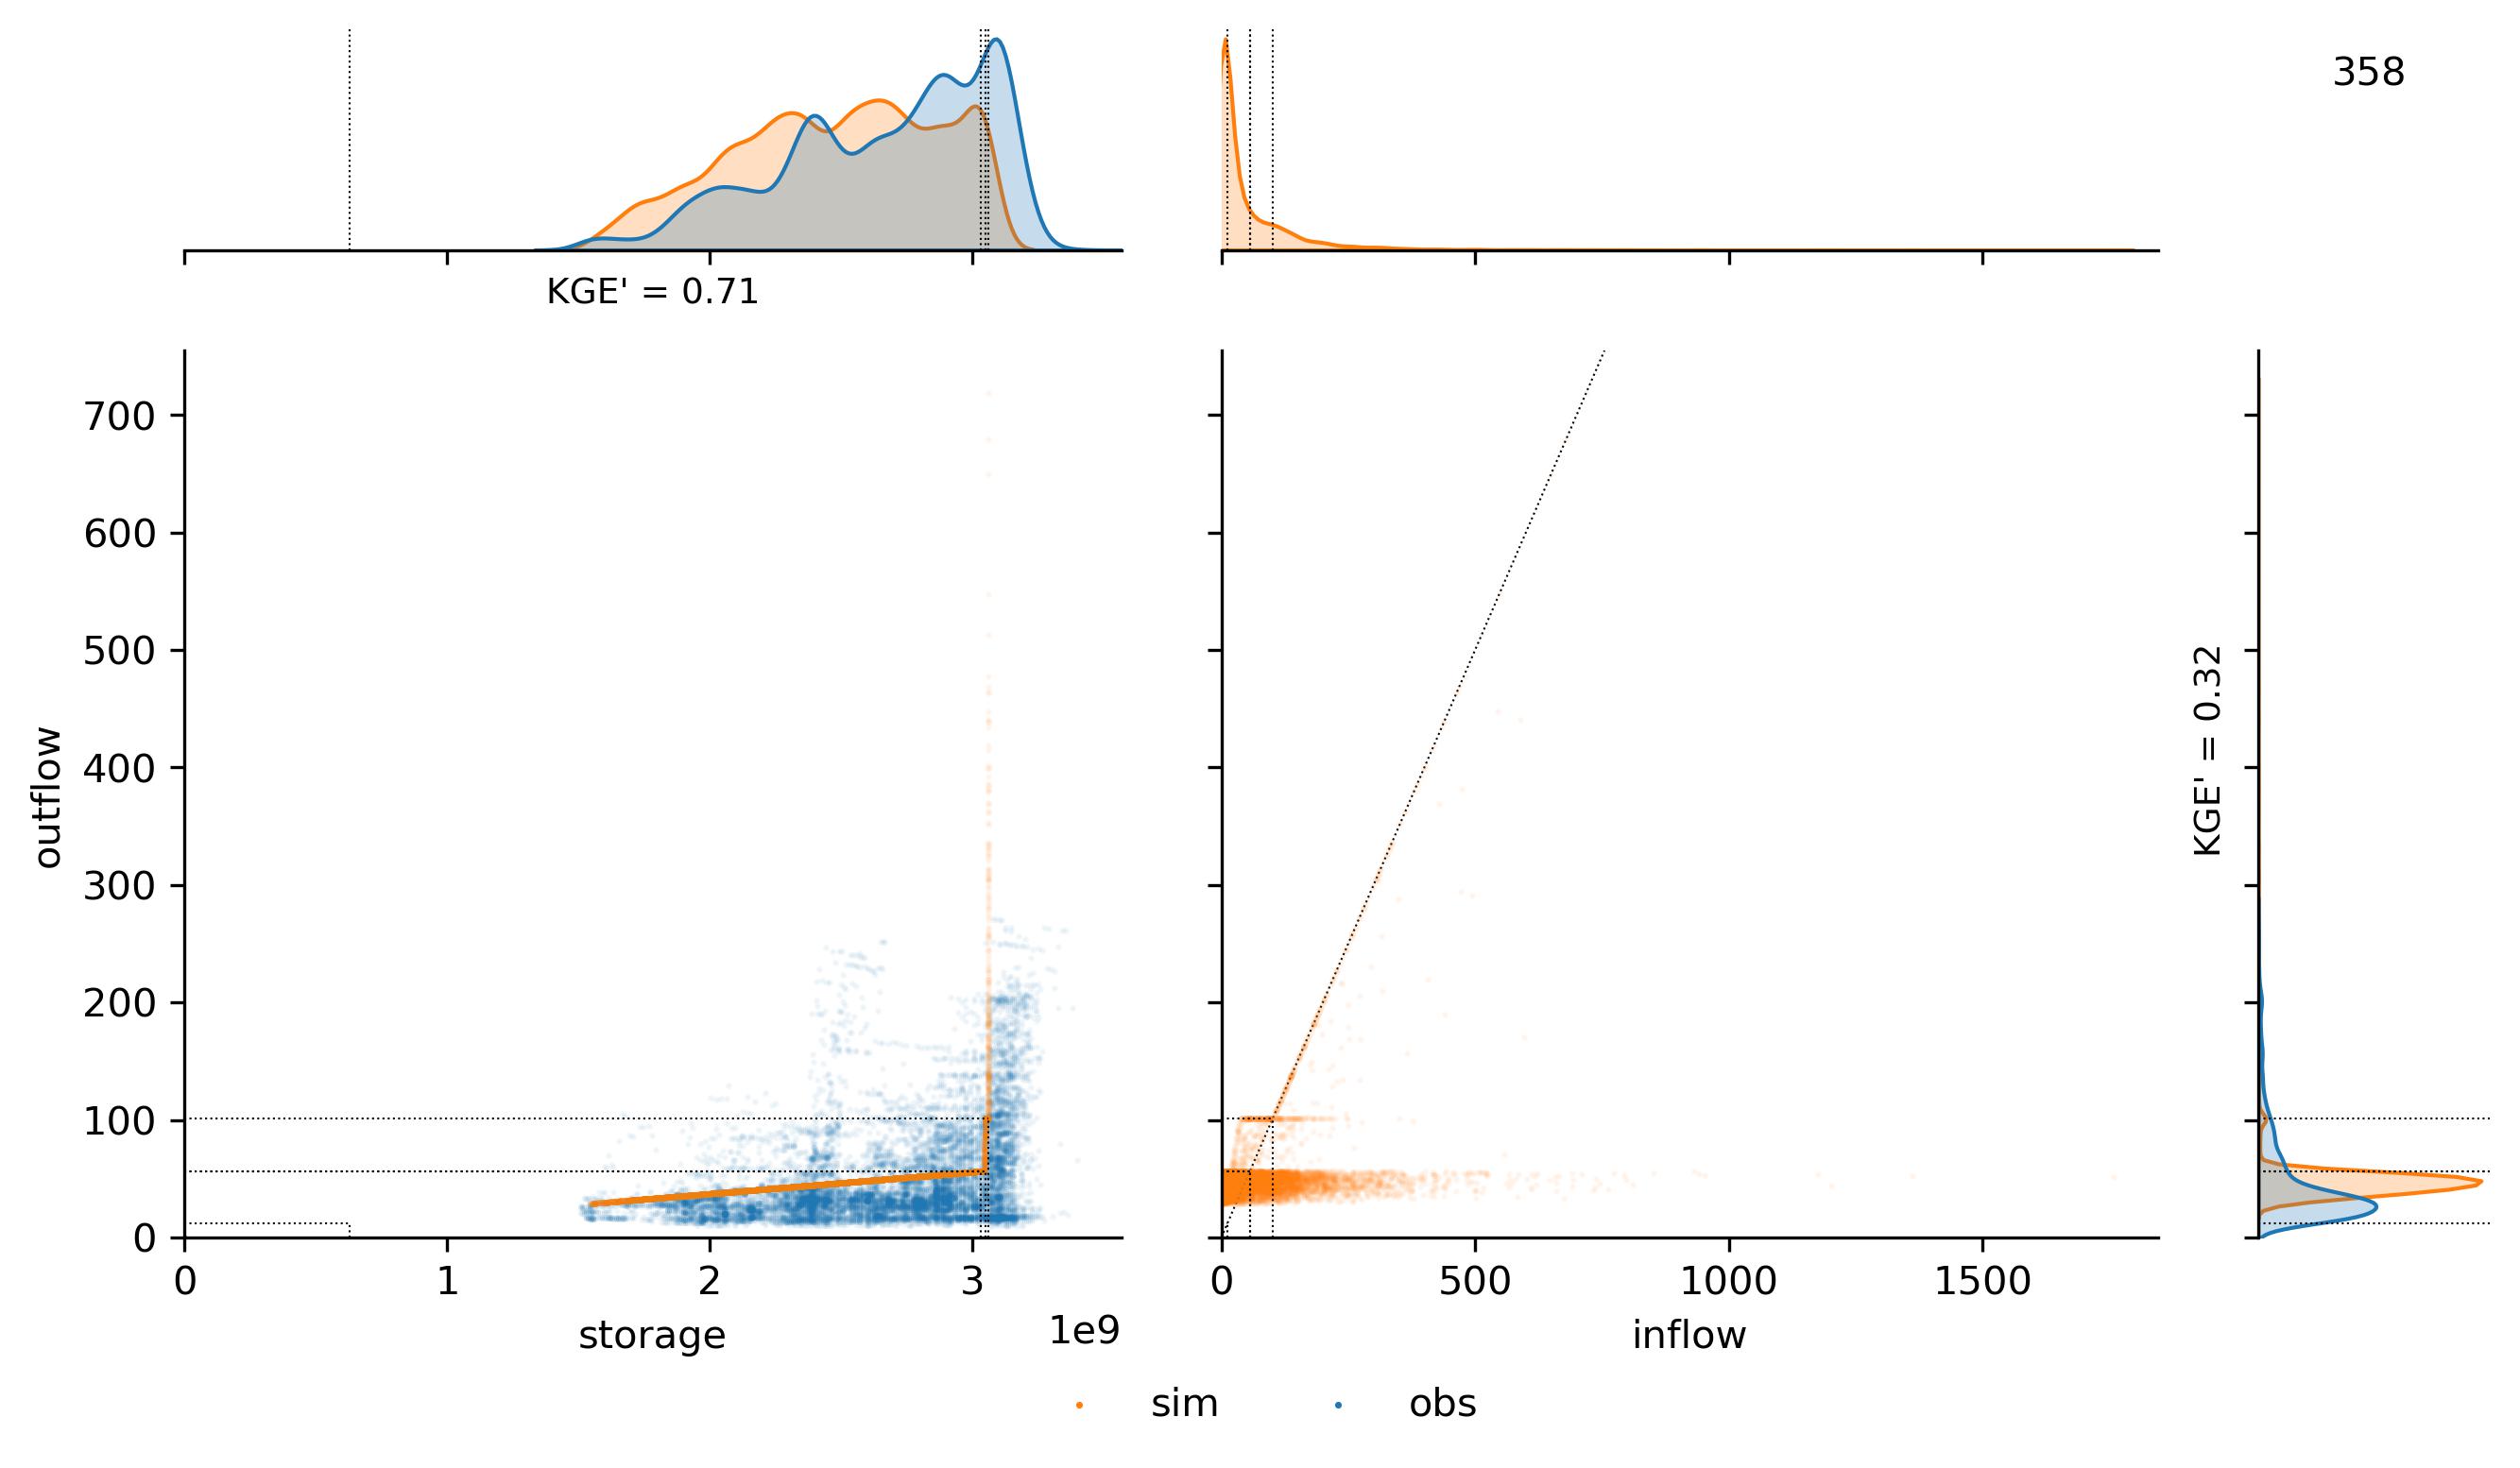 358
KGE' = 0.71
700
600
500
400
300
200
100
0
outflow
0 1 2 3
1e9
storage
0 500 1000 1500
inflow
KGE' = 0.32
sim obs